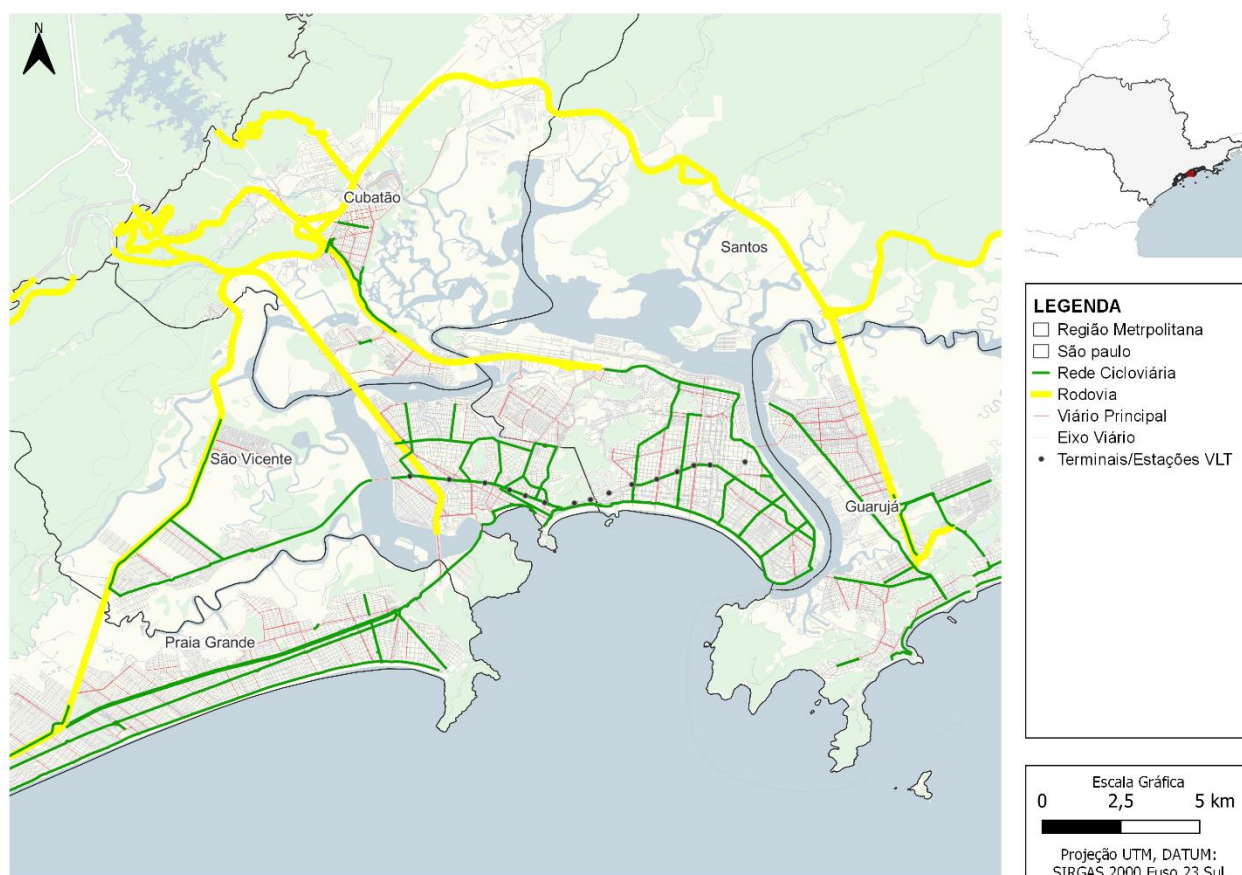 N
Cubatão
Santos
São Vicente
Guarujá
Praia Grande
LEGENDA
Região Metrpolitana
São paulo
Rede Cicloviária
Rodovia
Viário Principal
Eixo Viário
Terminais/Estações VLT
Escala Gráfica
0 2,5 5 km
Projeção UTM, DATUM:
SIRGAS 2000 Fuso 23 Sul